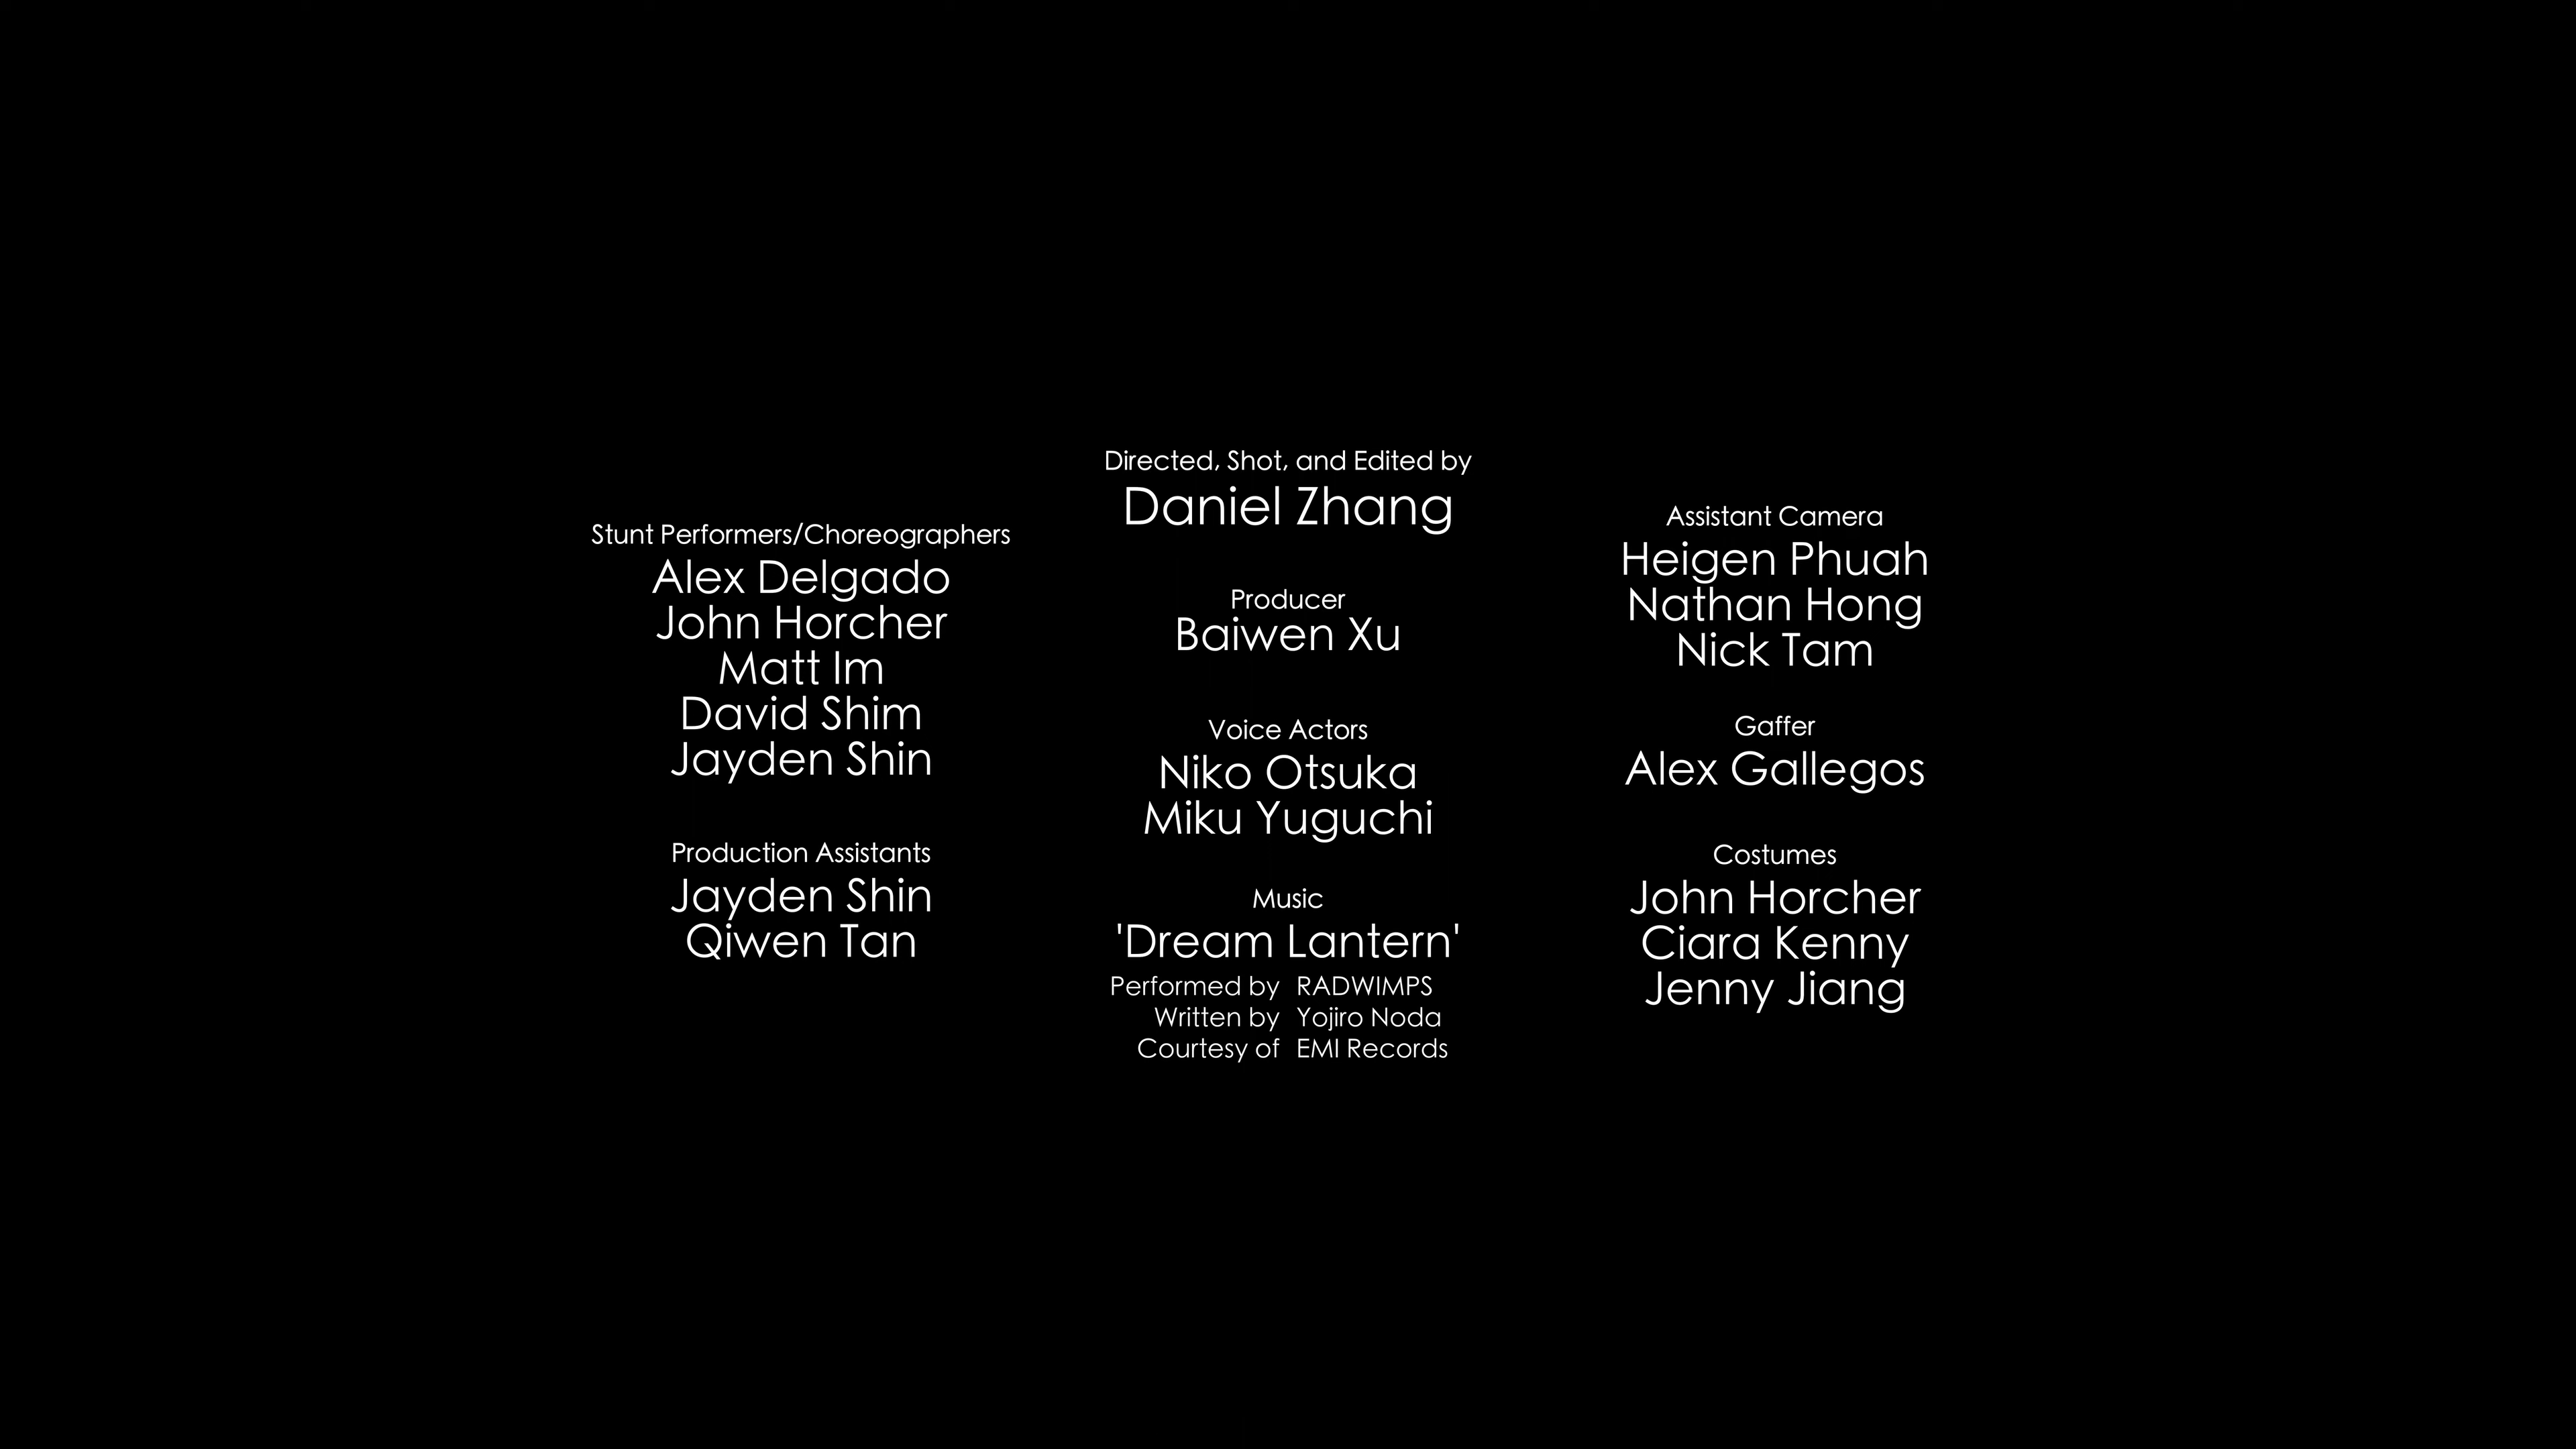 Stunt Performers/Choreographers
Alex Delgado
John Horcher
Matt Im
David Shim
Jayden Shin
Production Assistants
Jayden Shin
Qiwen Tan
Directed, Shot, and Edited by
Daniel Zhang
Producer
Baiwen Xu
Voice Actors
Niko Otsuka
Miku Yuguchi
Music
'Dream Lantern'
Performed by RADWIMPS
Written by Yojiro Noda
Courtesy of EMI Records
Assistant Camera
Heigen Phuah
Nathan Hong
Nick Tam
Gaffer
Alex Gallegos
Costumes
John Horcher
Ciara Kenny
Jenny Jiang